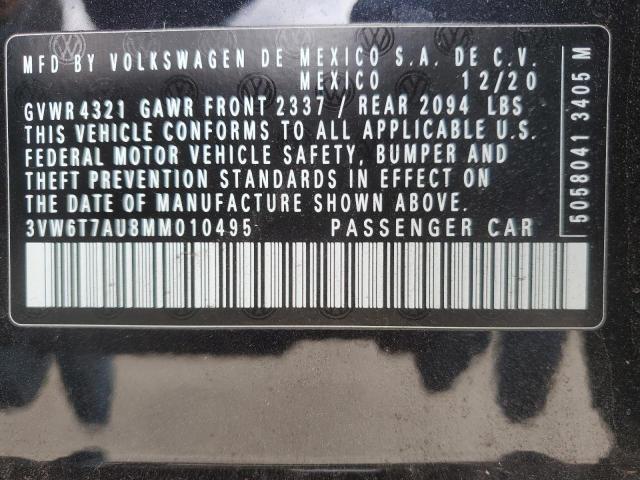 MFD BY VOLKSWAGEN DE MEXICO S.A. DE C.V.
MEXICO 12/20
GVWR 4321 GAWR FRONT 2337 / REAR 2094 LBS
THIS VEHICLE CONFORMS TO ALL APPLICABLE U.S.
FEDERAL MOTOR VEHICLE SAFETY, BUMPER AND
THEFT PREVENTION STANDARDS IN EFFECT ON
THE DATE OF MANUFACTURE SHOWN ABOVE.
3VW6T7AU8MM010495 PASSENGER CAR
5058041 3405 M